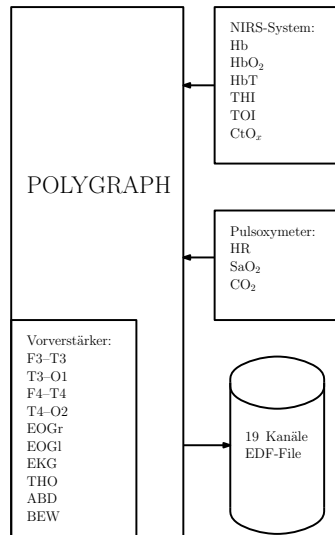 NIRS-System:
Hb
HbO₂
HbT
THI
TOI
CtOₓ
POLYGRAPH
Pulsoxymeter:
HR
SaO₂
CO₂
Vorverstärker:
F3–T3
T3–O1
F4–T4
T4–O2
EOGr
EOGl
EKG
THO
ABD
BEW
19 Kanäle
EDF-File